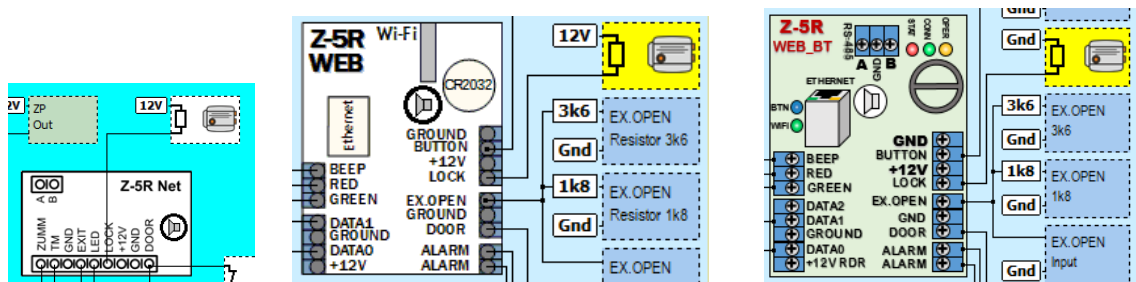 2V
ZP
Out
12V
Z-5R Net
A
B
ZUMM
TM
GND
EXIT
LED
LOCK
+12V
GND
DOOR
Z-5R
WEB
Wi-Fi
CR2032
Ethernet
GROUND
BUTTON
+12V
LOCK
BEEP
RED
GREEN
EX.OPEN
GROUND
DOOR
DATA1
GROUND
DATA0
+12V
ALARM
ALARM
12V
3k6
EX.OPEN
Resistor 3k6
Gnd
1k8
EX.OPEN
Resistor 1k8
Gnd
EX.OPEN
Z-5R
WEB_BT
RS-485
A
GND
B
STAT
CONN
OPER
ETHERNET
BTN
WIFI
GND
BUTTON
+12V
LOCK
BEEP
RED
GREEN
EX.OPEN
GND
DOOR
DATA2
DATA1
GROUND
DATA0
+12V RDR
ALARM
ALARM
Gnd
Gnd
3k6
EX.OPEN
3k6
Gnd
1k8
EX.OPEN
1k8
Gnd
EX.OPEN
Input
Gnd